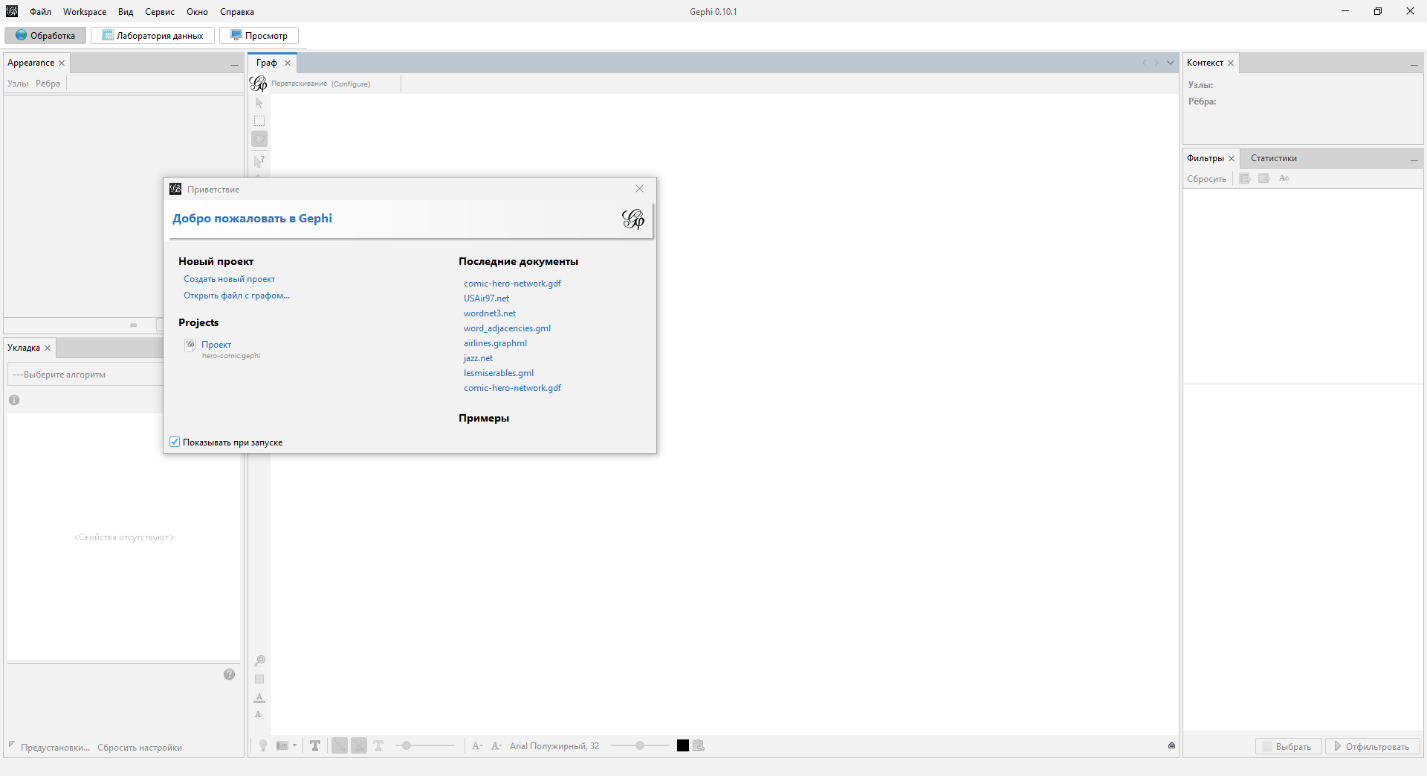 Файл Workspace Вид Сервис Окно Справка
Gephi 0.10.1
Обработка Лаборатория данных Просмотр
Appearance
Узлы Рёбра
Граф
Перетаскивание (Configure)
Контекст
Узлы:
Рёбра:
Фильтры Статистики
Сбросить
Приветствие
Добро пожаловать в Gephi
Новый проект
Создать новый проект
Открыть файл с графом...
Projects
Проект
hero-comic.gephi
Последние документы
comic-hero-network.gdf
USAir97.net
wordnet3.net
word_adjacencies.gml
airlines.graphml
jazz.net
lesmiserables.gml
comic-hero-network.gdf
Примеры
Показывать при запуске
Укладка
---Выберите алгоритм
<Свойства отсутствуют>
Предустановки... Сбросить настройки
Arial Полужирный, 32
Выбрать Отфильтровать